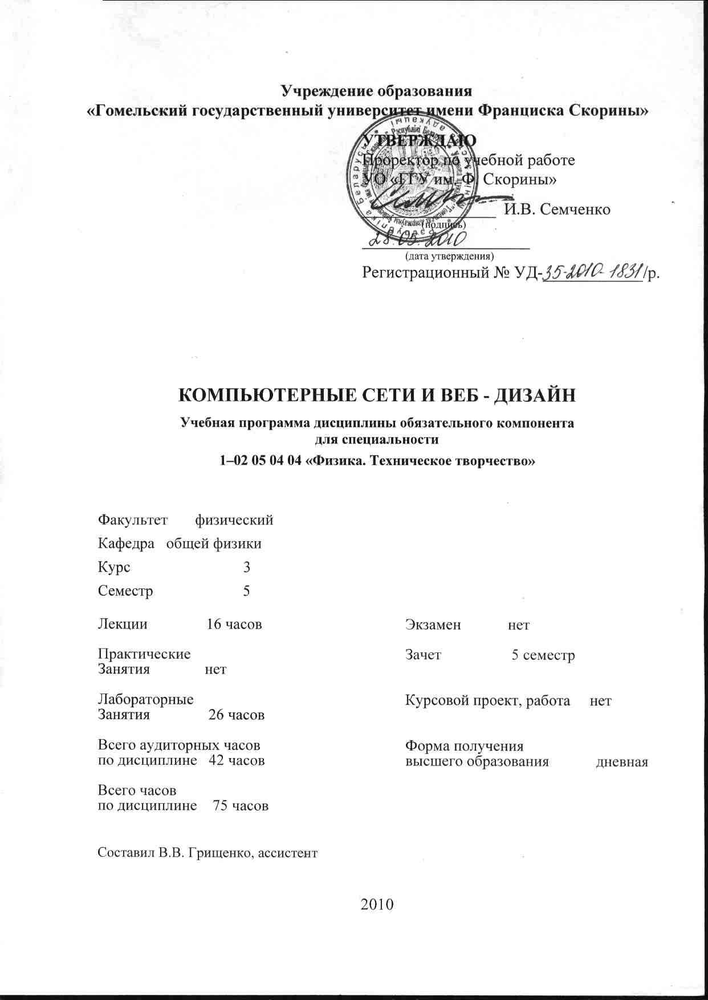 Учреждение образования
«Гомельский государственный университет имени Франциска Скорины»
УТВЕРЖДАЮ
Проректор по учебной работе
УО «ГГУ им. Ф. Скорины»
И.В. Семченко
(подпись)
28.05.2010
(дата утверждения)
Регистрационный № УД-35-2010-1831/р.
КОМПЬЮТЕРНЫЕ СЕТИ И ВЕБ - ДИЗАЙН
Учебная программа дисциплины обязательного компонента
для специальности
1–02 05 04 04 «Физика. Техническое творчество»
Факультет физический
Кафедра общей физики
Курс 3
Семестр 5
Лекции 16 часов Экзамен нет
Практические Зачет 5 семестр
Занятия нет
Лабораторные Курсовой проект, работа нет
Занятия 26 часов
Всего аудиторных часов Форма получения
по дисциплине 42 часов высшего образования дневная
Всего часов
по дисциплине 75 часов
Составил В.В. Грищенко, ассистент
2010